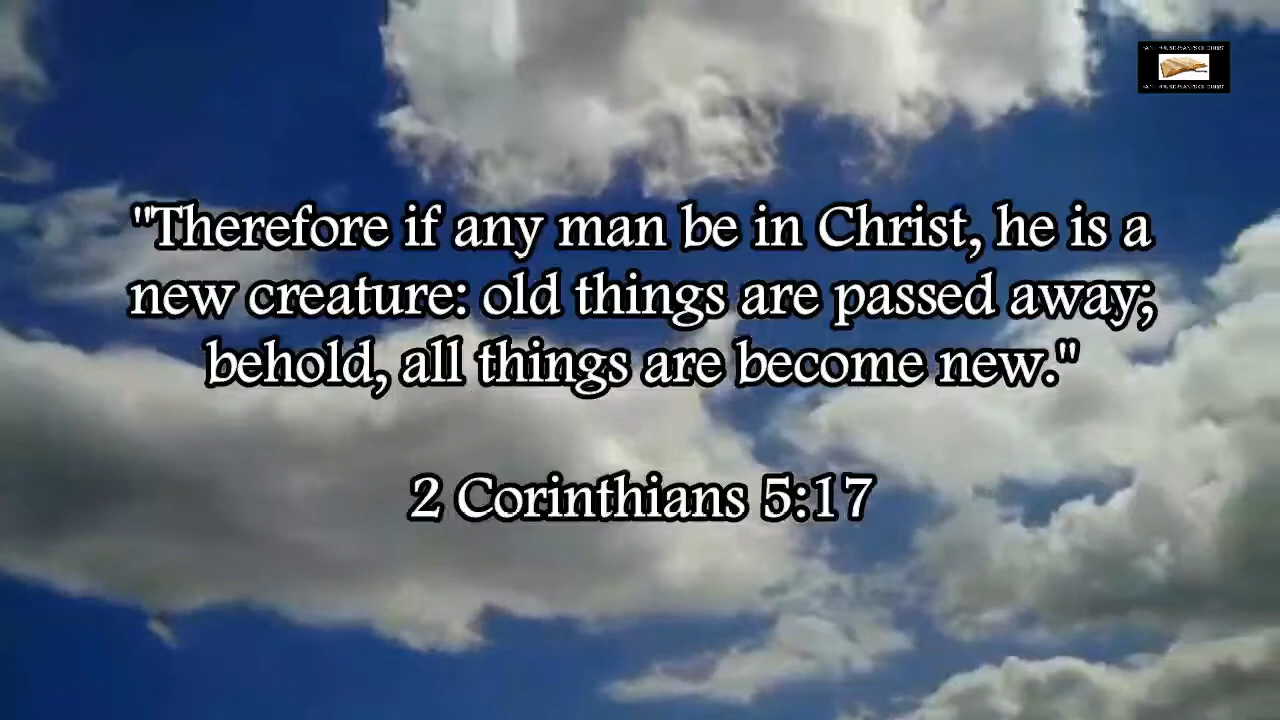 "Therefore if any man be in Christ, he is a
new creature: old things are passed away;
behold, all things are become new."
2 Corinthians 5:17